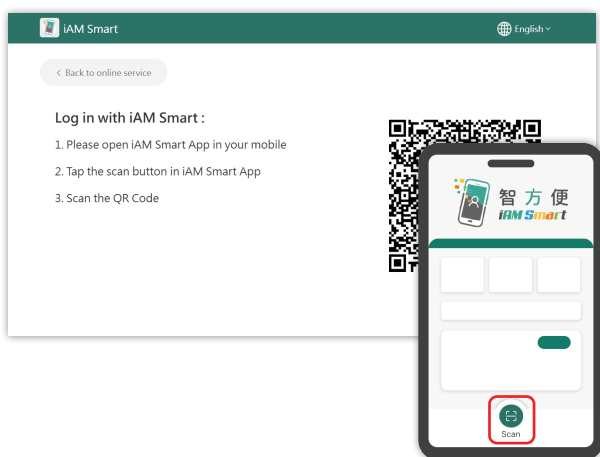 iAM Smart
English
< Back to online service
Log in with iAM Smart :
1. Please open iAM Smart App in your mobile
2. Tap the scan button in iAM Smart App
3. Scan the QR Code
智方便
iAM Smart
Scan